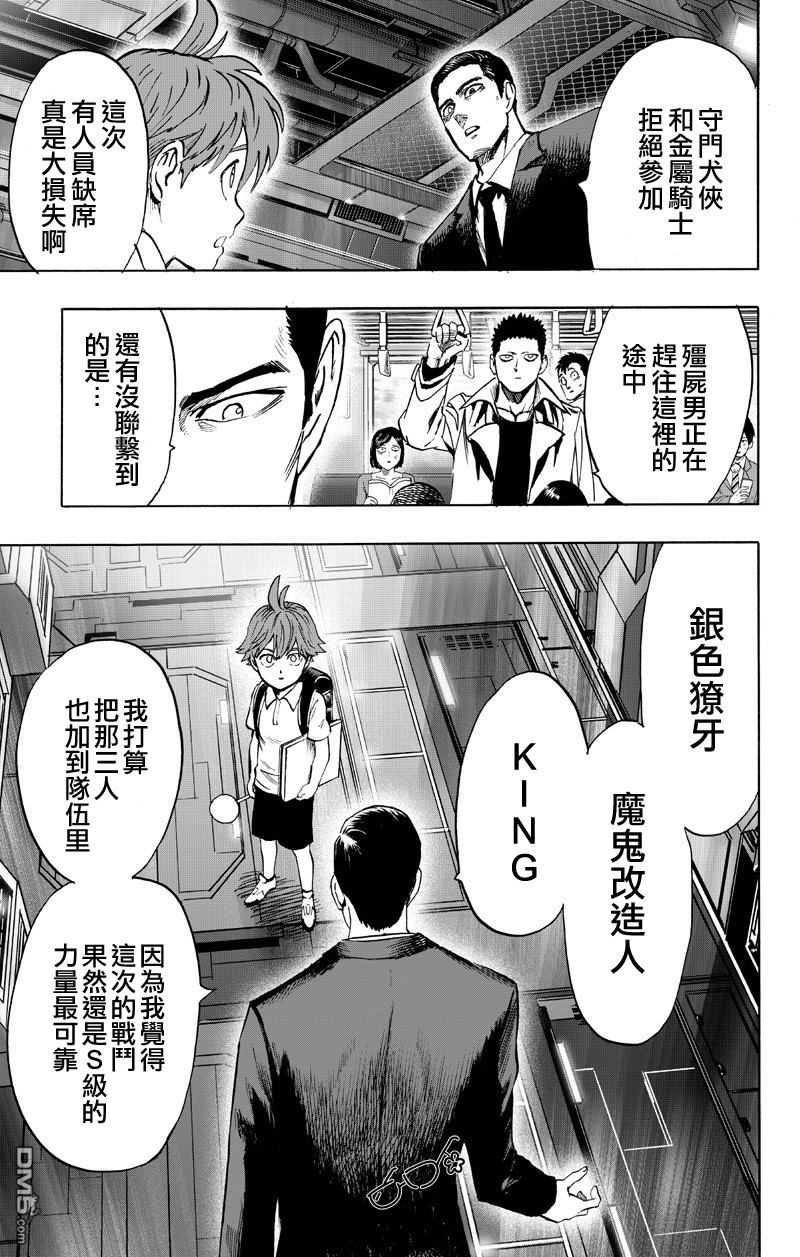 守門犬俠
和金屬騎士
拒絕參加
這次
有人員缺席
真是大損失啊
殭屍男正在
趕往這裡的
途中
還有沒聯繫到
的是…
銀色獠牙
魔鬼改造人
KING
我打算
把那三人
也加到隊伍里
因為我覺得
這次的戰鬥
果然還是S級的
力量最可靠
DM5.com